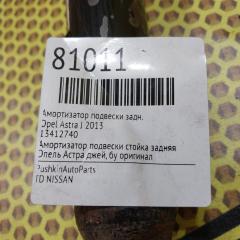 81011
Амортизатор подвески задн.
Opel Astra J 2013
13412740
Амортизатор подвески стойка задняя
Опель Астра джей, бу оригинал
PushkinAutoParts
TD NISSAN